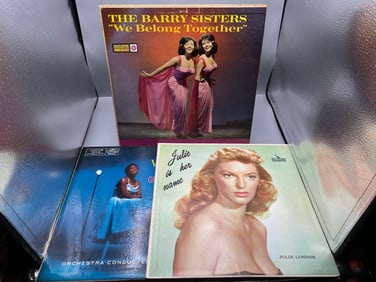 THE BARRY SISTERS
"We Belong Together"
Julie
is her
name
JULIE LONDON
ORCHESTRA CONDUCTE